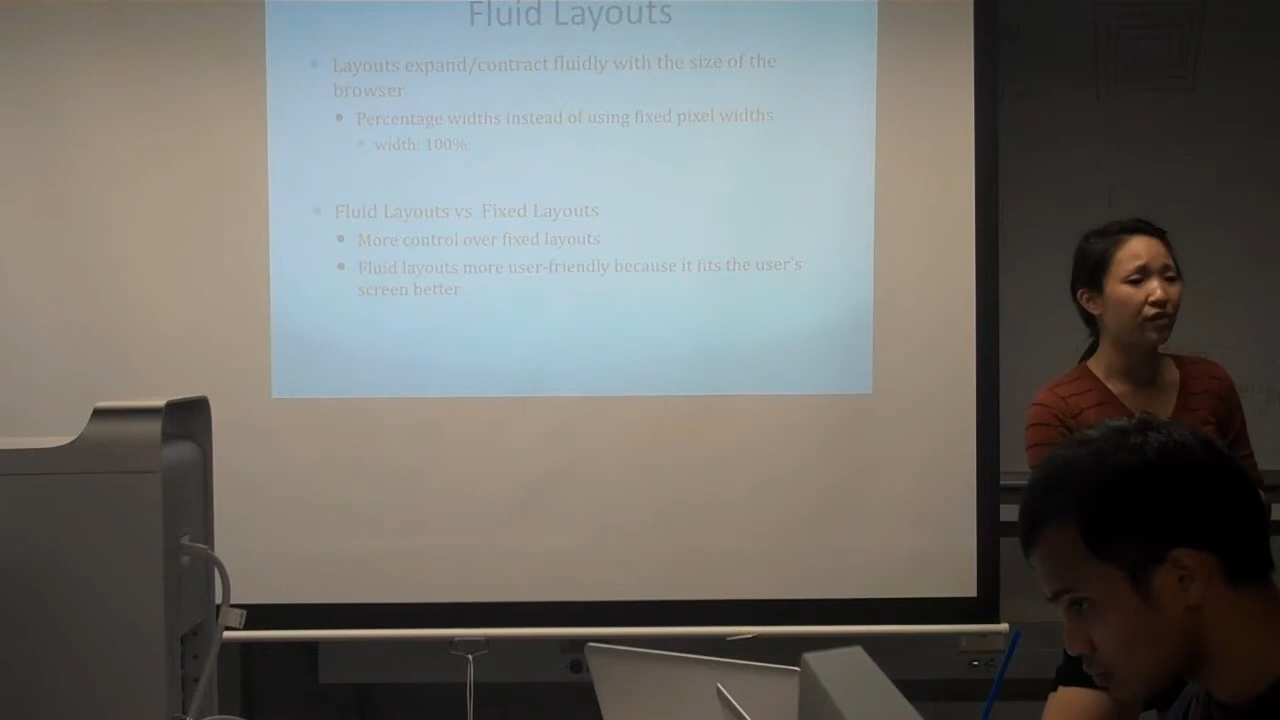 Fluid Layouts
Layouts expand/contract fluidly with the size of the
browser
Percentage widths instead of using fixed pixel widths
width: 100%;
Fluid Layouts vs. Fixed Layouts
More control over fixed layouts
Fluid layouts more user-friendly because it fits the user's
screen better